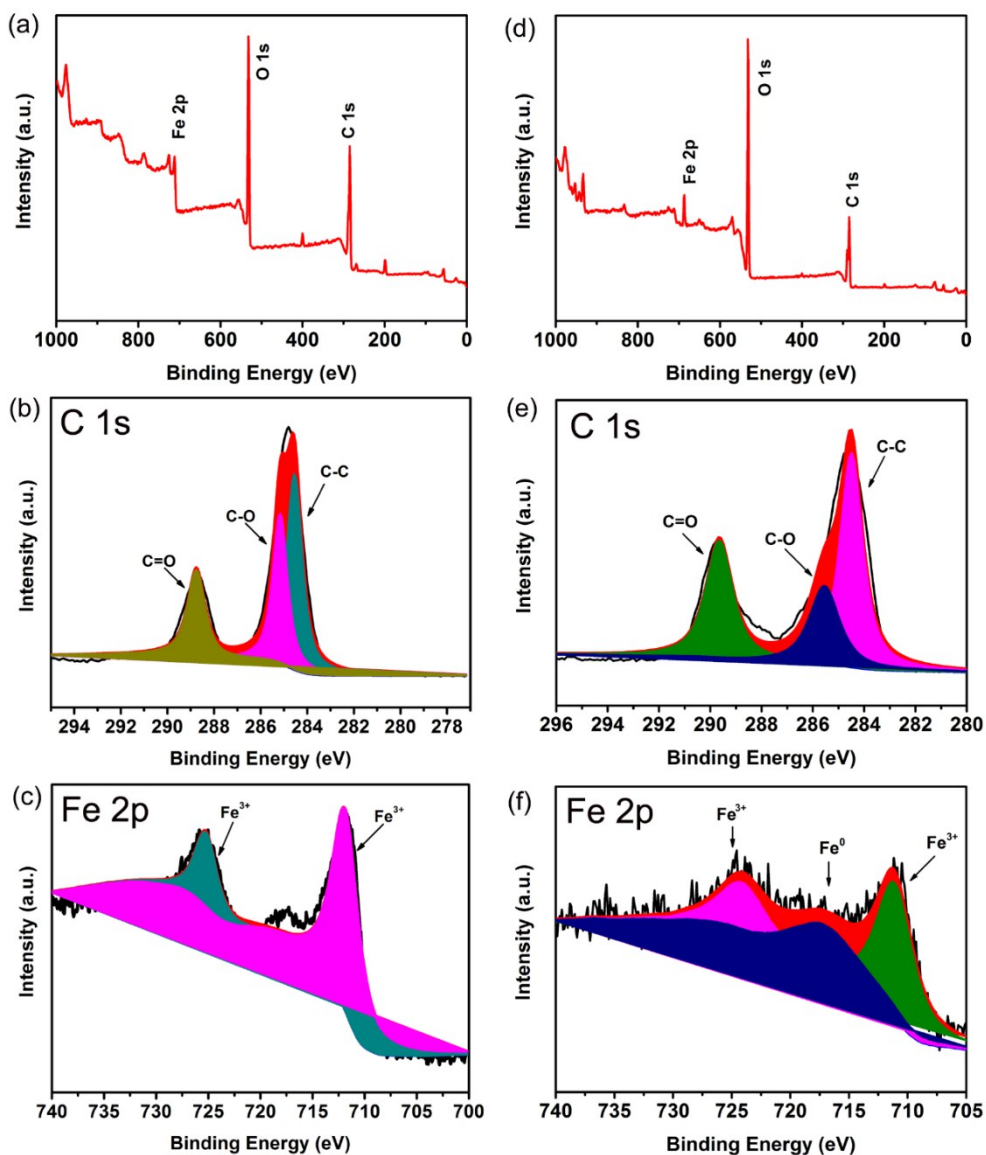 (a)
Intensity (a.u.)
Fe 2p
O 1s
C 1s
1000 800 600 400 200 0
Binding Energy (eV)
(d)
Intensity (a.u.)
Fe 2p
O 1s
C 1s
1000 800 600 400 200 0
Binding Energy (eV)
(b)
C 1s
Intensity (a.u.)
C=O
C-O
C-C
294 292 290 288 286 284 282 280 278
Binding Energy (eV)
(e)
C 1s
Intensity (a.u.)
C=O
C-O
C-C
296 294 292 290 288 286 284 282 280
Binding Energy (eV)
(c)
Fe 2p
Intensity (a.u.)
Fe³⁺
Fe³⁺
740 735 730 725 720 715 710 705 700
Binding Energy (eV)
(f)
Fe 2p
Intensity (a.u.)
Fe³⁺
Fe⁰
Fe³⁺
740 735 730 725 720 715 710 705
Binding Energy (eV)